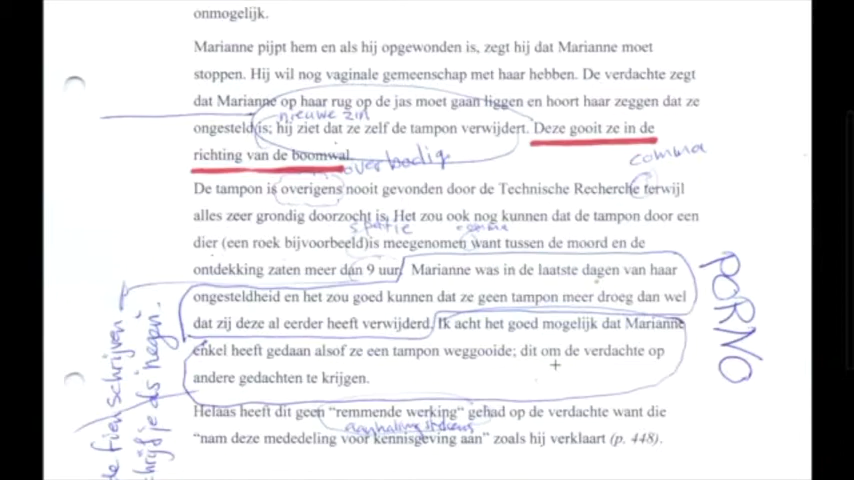 onmogelijk.
Marianne pijpt hem en als hij opgewonden is, zegt hij dat Marianne moet
stoppen. Hij wil nog vaginale gemeenschap met haar hebben. De verdachte zegt
dat Marianne op haar rug op de jas moet gaan liggen en hoort haar zeggen dat ze
nieuwe zin
ongesteld is; hij ziet dat ze zelf de tampon verwijdert. Deze gooit ze in de
richting van de boomwal.
overbodig
comma
De tampon is overigens nooit gevonden door de Technische Recherche terwijl
alles zeer grondig doorzocht is. Het zou ook nog kunnen dat de tampon door een
spatie comma
dier (een roek bijvoorbeeld)is meegenomen want tussen de moord en de
ontdekking zaten meer dan 9 uur. Marianne was in de laatste dagen van haar
ongesteldheid en het zou goed kunnen dat ze geen tampon meer droeg dan wel
dat zij deze al eerder heeft verwijderd. Ik acht het goed mogelijk dat Marianne
enkel heeft gedaan alsof ze een tampon weggooide; dit om de verdachte op
andere gedachten te krijgen.
PORNO
Helaas heeft dit geen “remmende werking“ gehad op de verdachte want die
aanhalingstekens
“nam deze mededeling voor kennisgeving aan” zoals hij verklaart (p. 448).
schrijf je als negen.